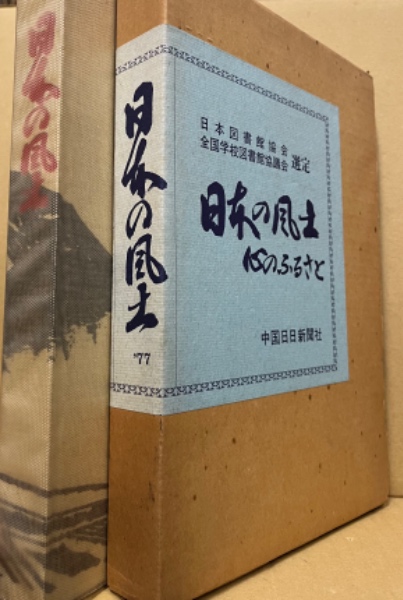 日本の風土
日本の風土
'77
日本図書館協会
全国学校図書館協議会
選定
日本の風土
心のふるさと
中国日日新聞社